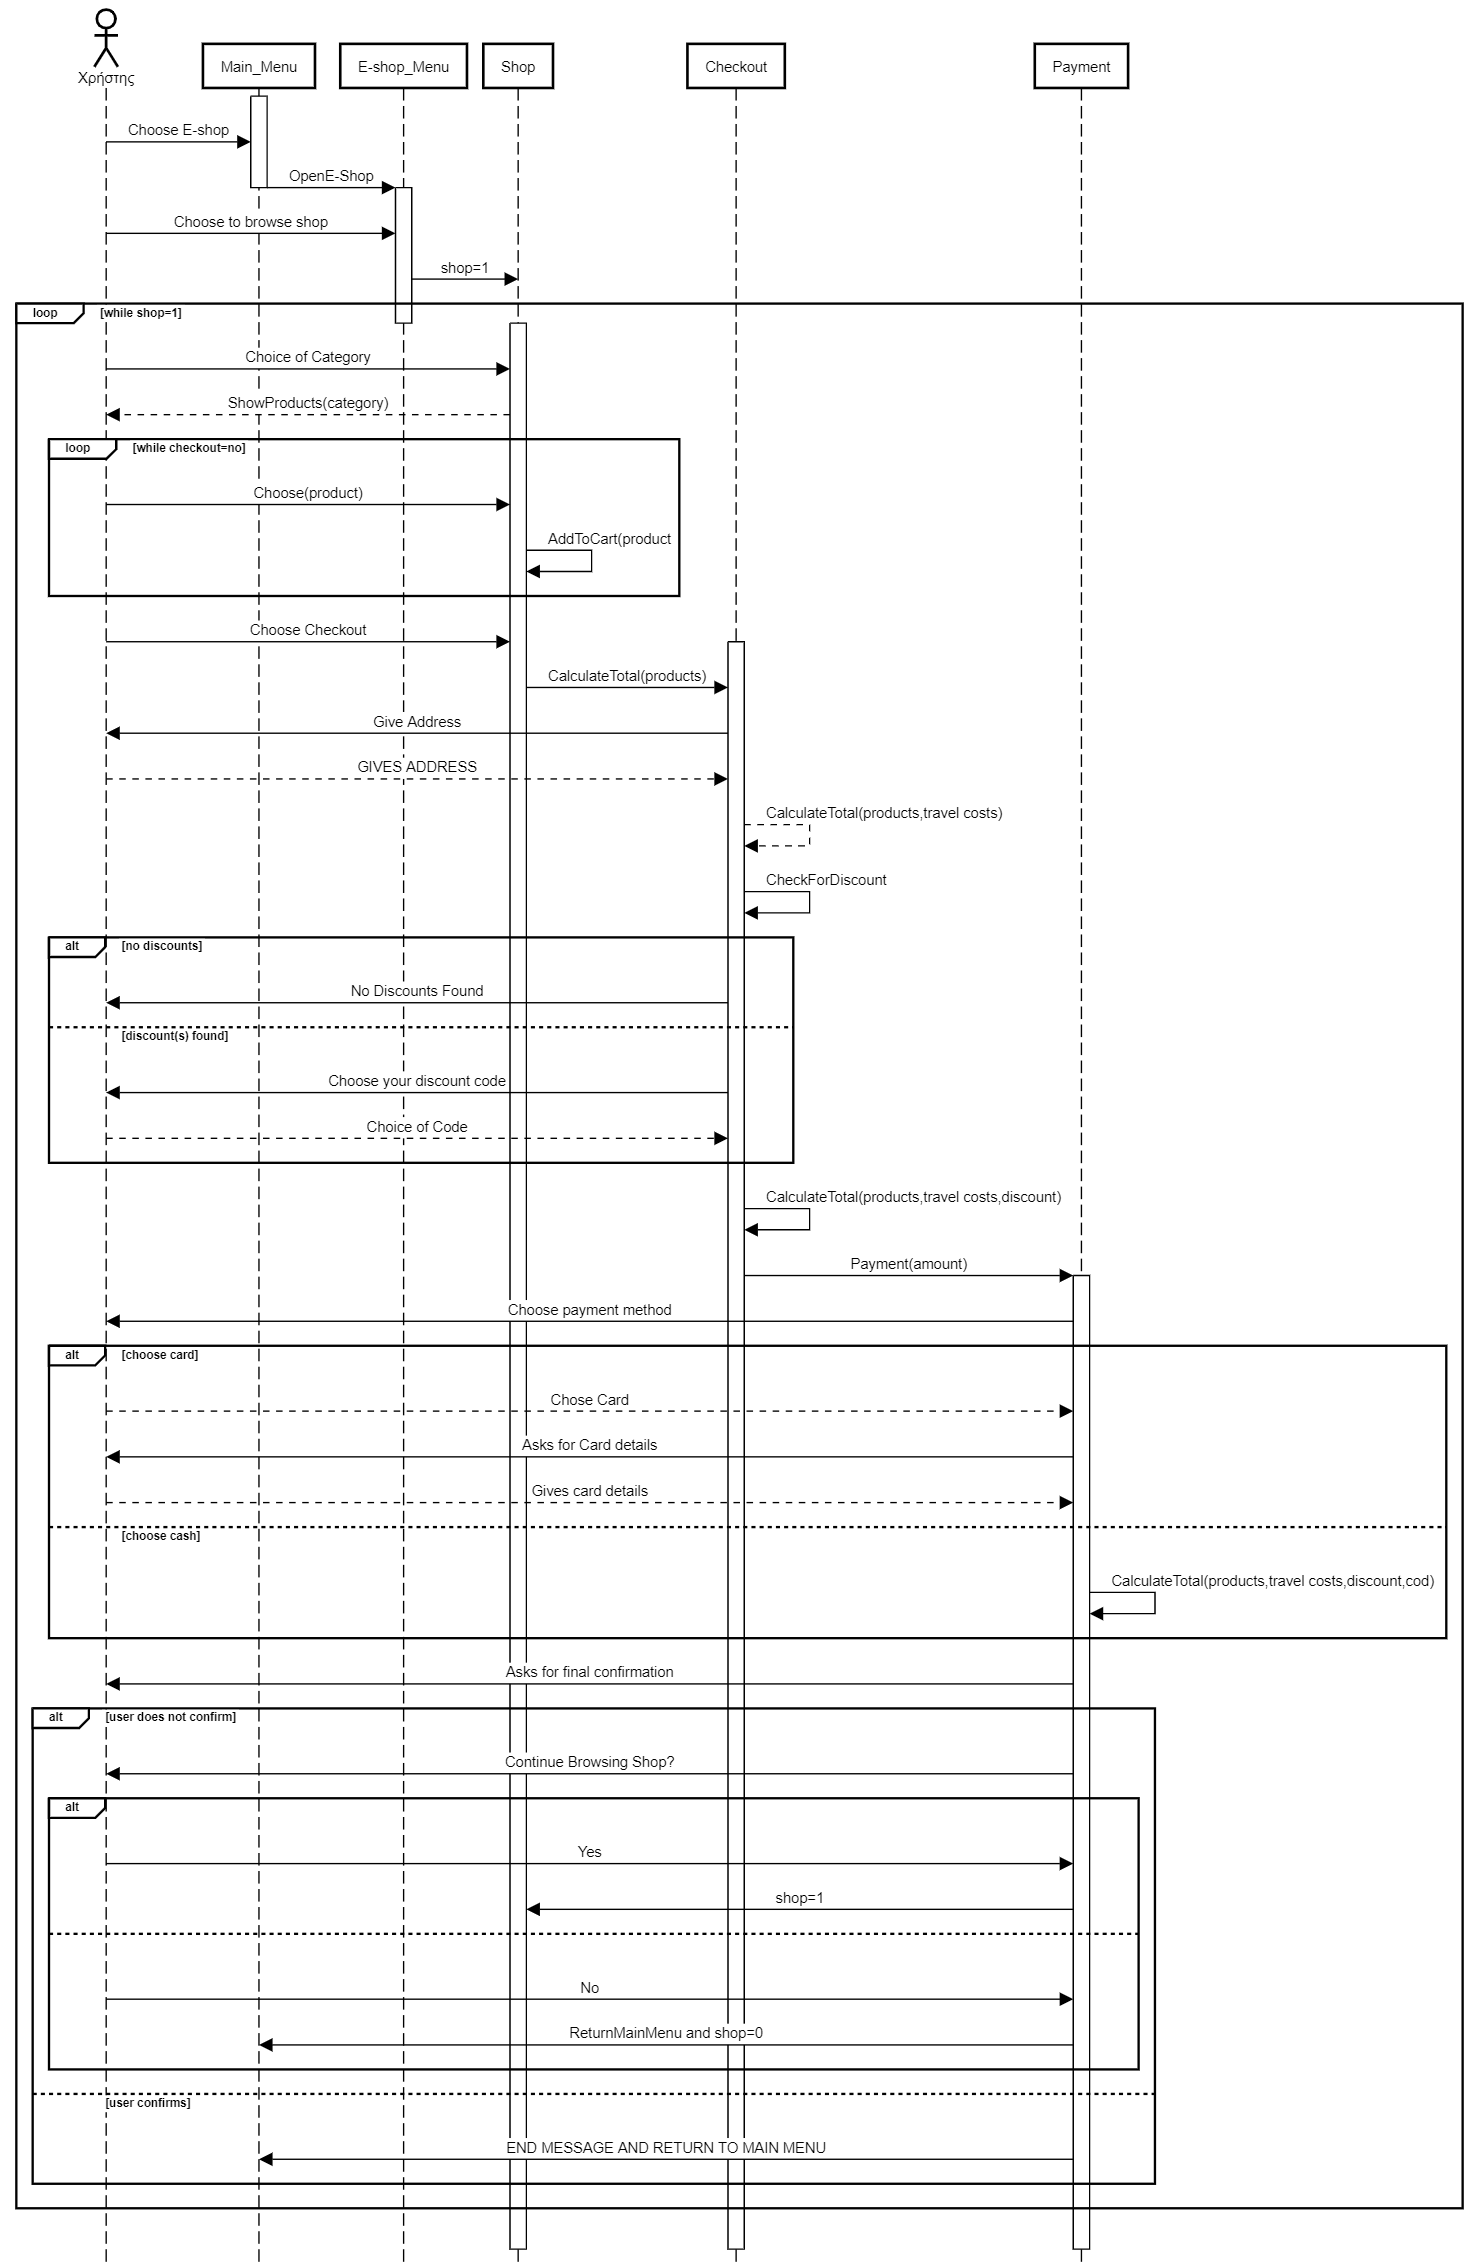 Χρήστης
Main_Menu
E-shop_Menu
Shop
Checkout
Payment
Choose E-shop
OpenE-Shop
Choose to browse shop
shop=1
loop
[while shop=1]
Choice of Category
ShowProducts(category)
loop
[while checkout=no]
Choose(product)
AddToCart(product
Choose Checkout
CalculateTotal(products)
Give Address
GIVES ADDRESS
CalculateTotal(products,travel costs)
CheckForDiscount
alt
[no discounts]
No Discounts Found
[discount(s) found]
Choose your discount code
Choice of Code
CalculateTotal(products,travel costs,discount)
Payment(amount)
Choose payment method
alt
[choose card]
Chose Card
Asks for Card details
Gives card details
[choose cash]
CalculateTotal(products,travel costs,discount,cod)
Asks for final confirmation
alt
[user does not confirm]
Continue Browsing Shop?
alt
Yes
shop=1
No
ReturnMainMenu and shop=0
[user confirms]
END MESSAGE AND RETURN TO MAIN MENU